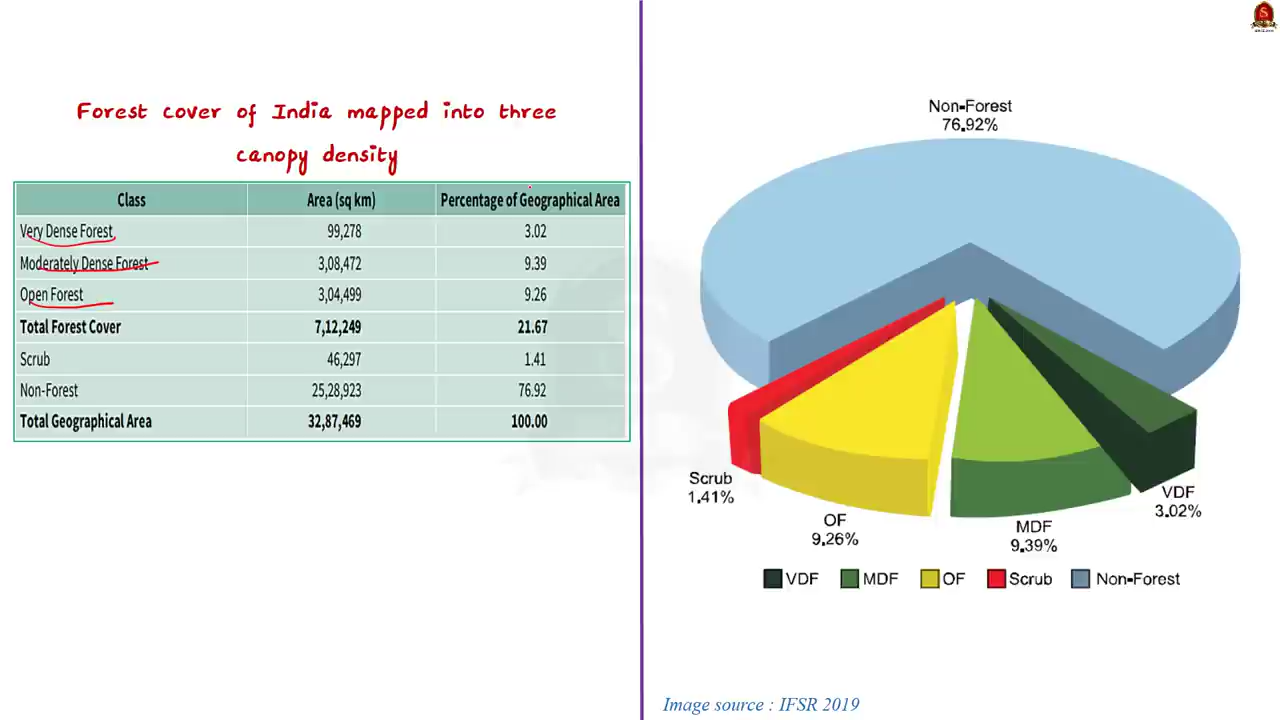 Forest cover of India mapped into three
canopy density
Class Area (sq km) Percentage of Geographical Area
Very Dense Forest 99,278 3.02
Moderately Dense Forest 3,08,472 9.39
Open Forest 3,04,499 9.26
Total Forest Cover 7,12,249 21.67
Scrub 46,297 1.41
Non-Forest 25,28,923 76.92
Total Geographical Area 32,87,469 100.00
Non-Forest
76.92%
Scrub
1.41%
OF
9.26%
MDF
9.39%
VDF
3.02%
VDF MDF OF Scrub Non-Forest
Image source : IFSR 2019